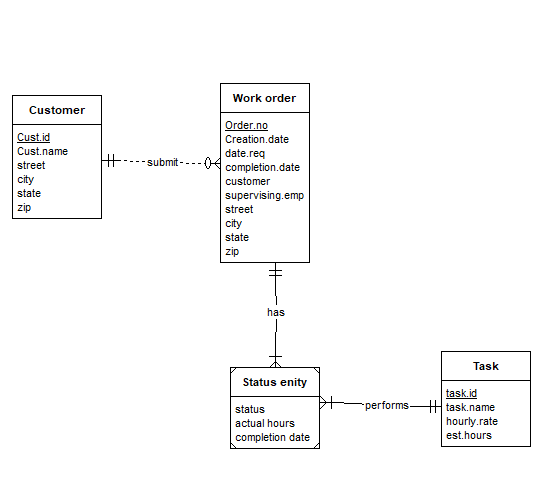 Customer
Cust.id
Cust.name
street
city
state
zip
submit
Work order
Order.no
Creation.date
date.req
completion.date
customer
supervising.emp
street
city
state
zip
has
Status enity
status
actual hours
completion date
performs
Task
task.id
task.name
hourly.rate
est.hours